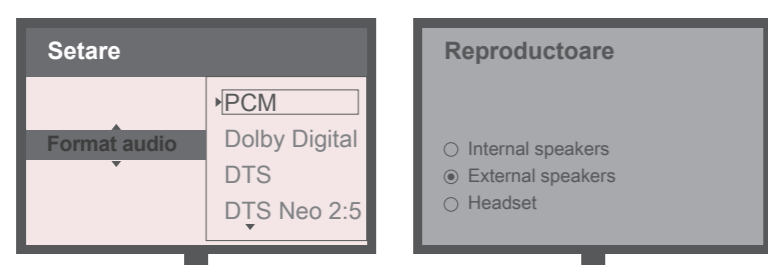 Setare
Format audio
PCM
Dolby Digital
DTS
DTS Neo 2:5
Reproductoare
Internal speakers
External speakers
Headset